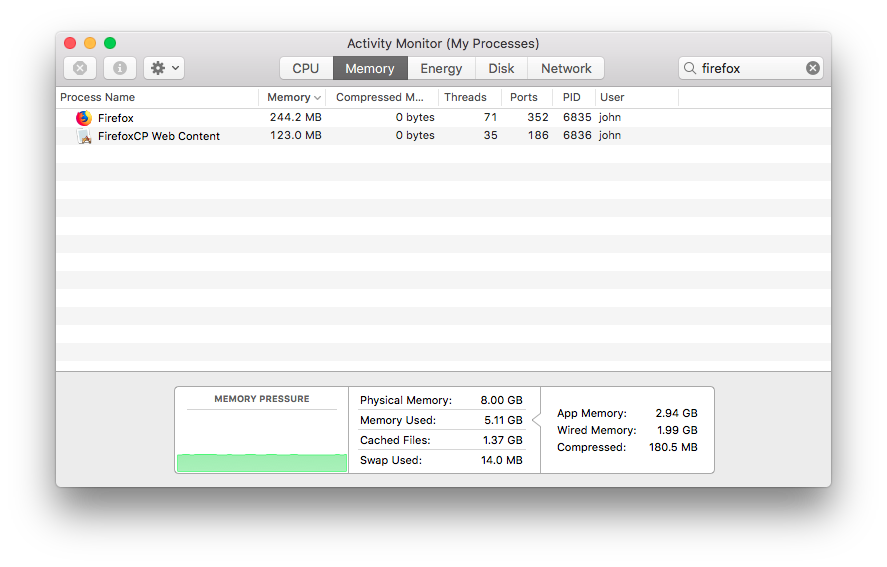 Activity Monitor (My Processes)
CPU Memory Energy Disk Network firefox
Process Name Memory Compressed M... Threads Ports PID User
Firefox 244.2 MB 0 bytes 71 352 6835 john
FirefoxCP Web Content 123.0 MB 0 bytes 35 186 6836 john
MEMORY PRESSURE
Physical Memory: 8.00 GB
Memory Used: 5.11 GB
Cached Files: 1.37 GB
Swap Used: 14.0 MB
App Memory: 2.94 GB
Wired Memory: 1.99 GB
Compressed: 180.5 MB